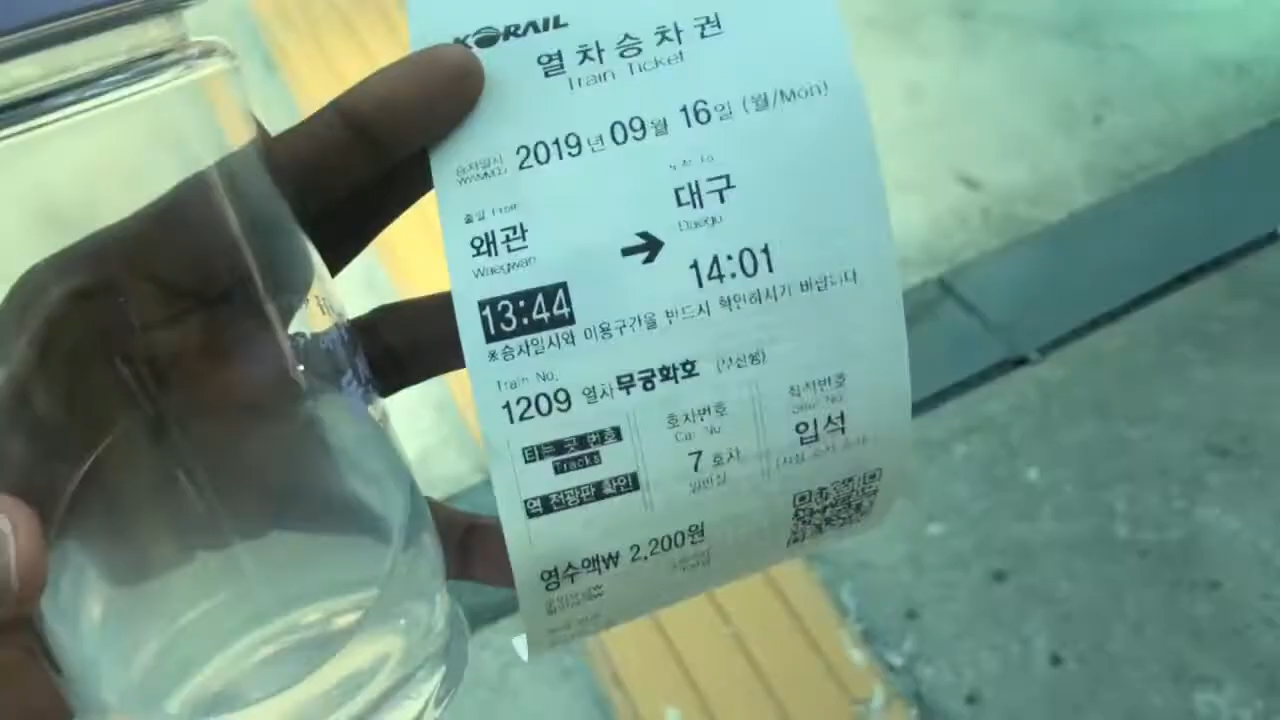 KORAIL
열차승차권
Train Ticket
2019년 09월 16일 (월/Mon)
왜관 → 대구
Waegwan Daegu
13:44 14:01
※승차일시와 이용구간을 반드시 확인하시기 바랍니다
Train No.
1209 열차 무궁화호
타는 곳 번호 호차번호 좌석번호
Tracks Car No.
역 전광판 확인 7 호차 입석
일반실
영수액₩ 2,200원